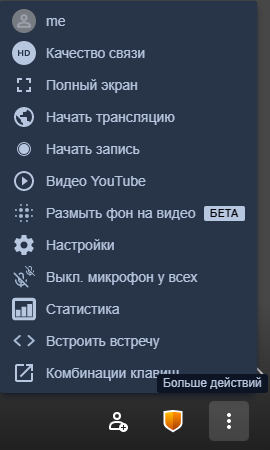 me
HD Качество связи
Полный экран
Начать трансляцию
Начать запись
Видео YouTube
Размыть фон на видео БЕТА
Настройки
Выкл. микрофон у всех
Статистика
Встроить встречу
Комбинации клавиш
Больше действий